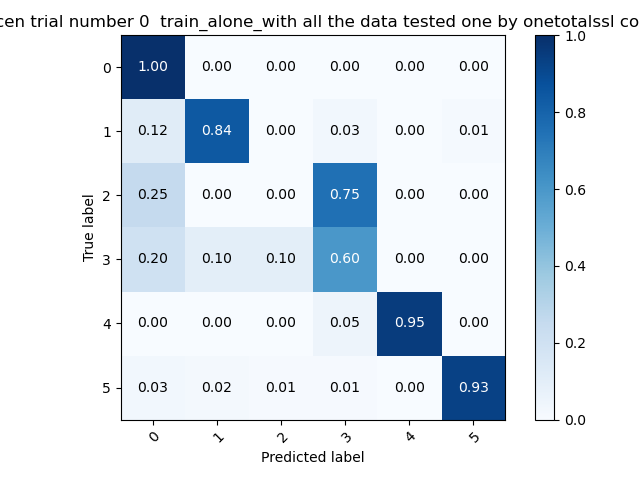 cen trial number 0 train_alone_with all the data tested one by onetotalssl co
0 1.00 0.00 0.00 0.00 0.00 0.00
1 0.12 0.84 0.00 0.03 0.00 0.01
2 0.25 0.00 0.00 0.75 0.00 0.00
3 0.20 0.10 0.10 0.60 0.00 0.00
4 0.00 0.00 0.00 0.05 0.95 0.00
5 0.03 0.02 0.01 0.01 0.00 0.93
0 1 2 3 4 5
True label
Predicted label
1.0
0.8
0.6
0.4
0.2
0.0